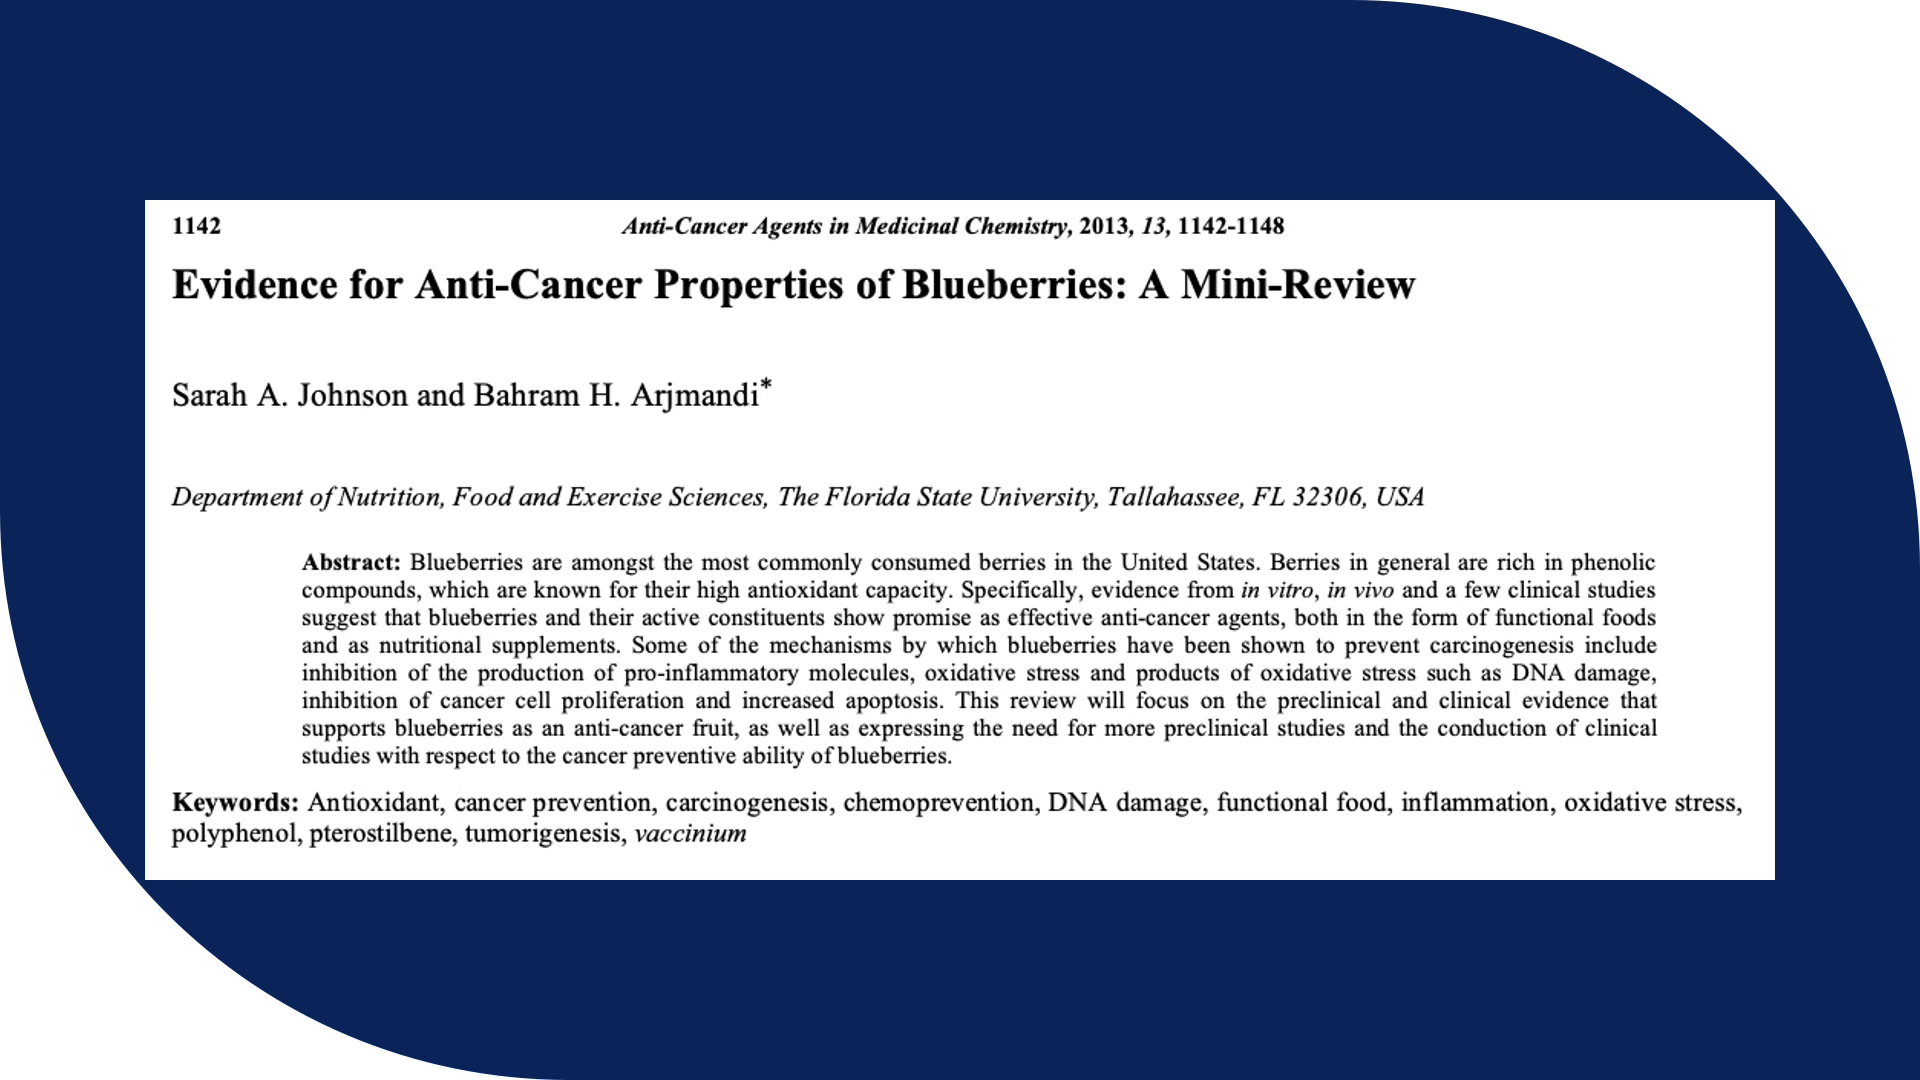 1142
Anti-Cancer Agents in Medicinal Chemistry, 2013, 13, 1142-1148
Evidence for Anti-Cancer Properties of Blueberries: A Mini-Review
Sarah A. Johnson and Bahram H. Arjmandi*
Department of Nutrition, Food and Exercise Sciences, The Florida State University, Tallahassee, FL 32306, USA
Abstract: Blueberries are amongst the most commonly consumed berries in the United States. Berries in general are rich in phenolic
compounds, which are known for their high antioxidant capacity. Specifically, evidence from in vitro, in vivo and a few clinical studies
suggest that blueberries and their active constituents show promise as effective anti-cancer agents, both in the form of functional foods
and as nutritional supplements. Some of the mechanisms by which blueberries have been shown to prevent carcinogenesis include
inhibition of the production of pro-inflammatory molecules, oxidative stress and products of oxidative stress such as DNA damage,
inhibition of cancer cell proliferation and increased apoptosis. This review will focus on the preclinical and clinical evidence that
supports blueberries as an anti-cancer fruit, as well as expressing the need for more preclinical studies and the conduction of clinical
studies with respect to the cancer preventive ability of blueberries.
Keywords: Antioxidant, cancer prevention, carcinogenesis, chemoprevention, DNA damage, functional food, inflammation, oxidative stress,
polyphenol, pterostilbene, tumorigenesis, vaccinium